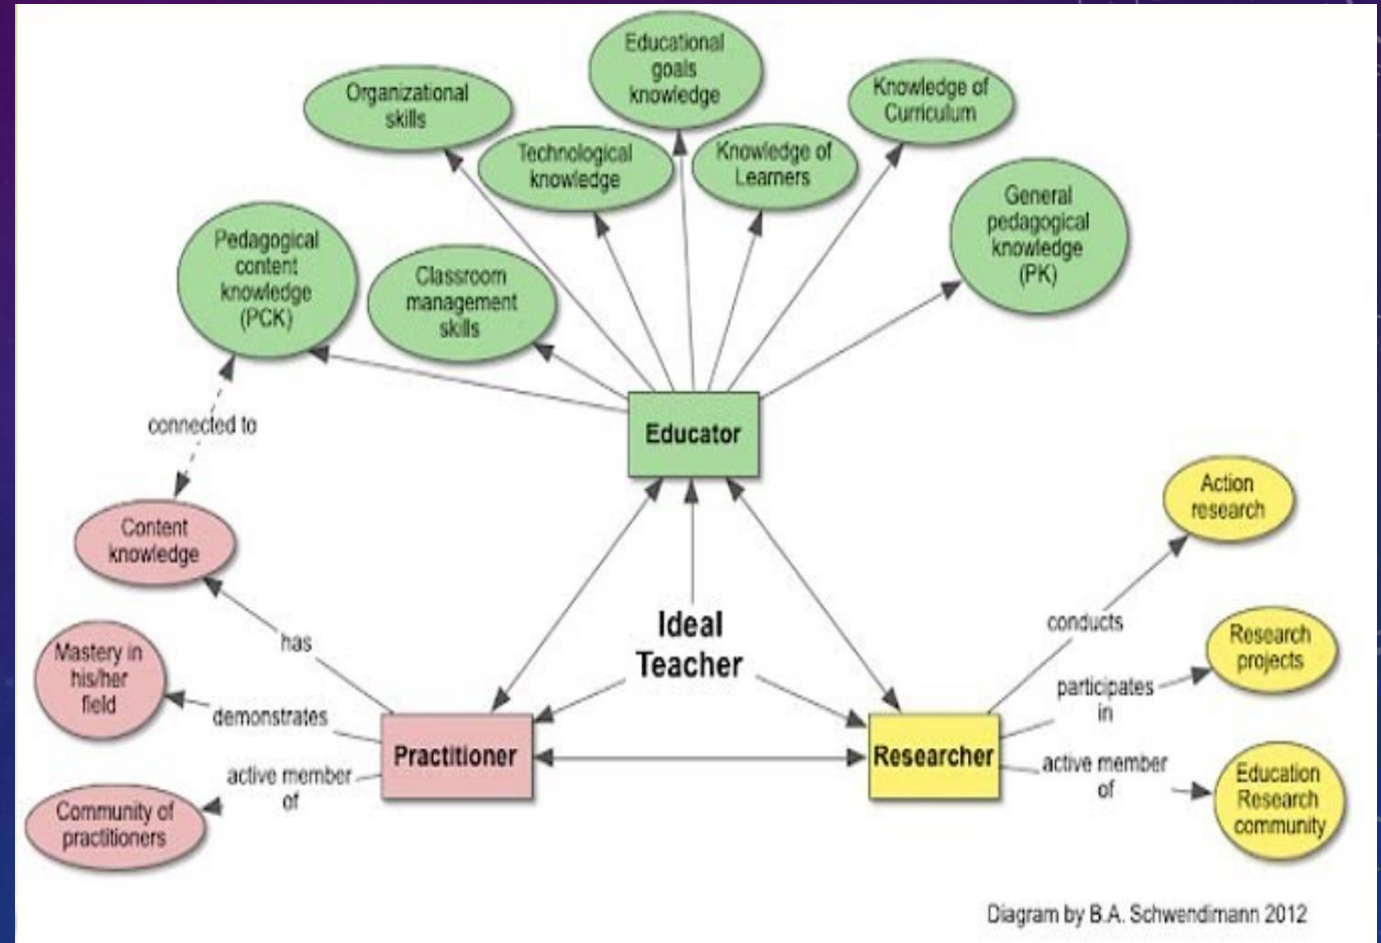 Educational
goals
knowledge
Organizational
skills
Knowledge of
Curriculum
Technological
knowledge
Knowledge of
Learners
General
pedagogical
knowledge
(PK)
Pedagogical
content
knowledge
(PCK)
Classroom
management
skills
connected to
Educator
Content
knowledge
Action
research
has
Ideal
Teacher
conducts
Mastery in
his/her
field
Research
projects
demonstrates
participates
in
Practitioner
Researcher
active member
of
active member
of
Community of
practitioners
Education
Research
community
Diagram by B.A. Schwendimann 2012